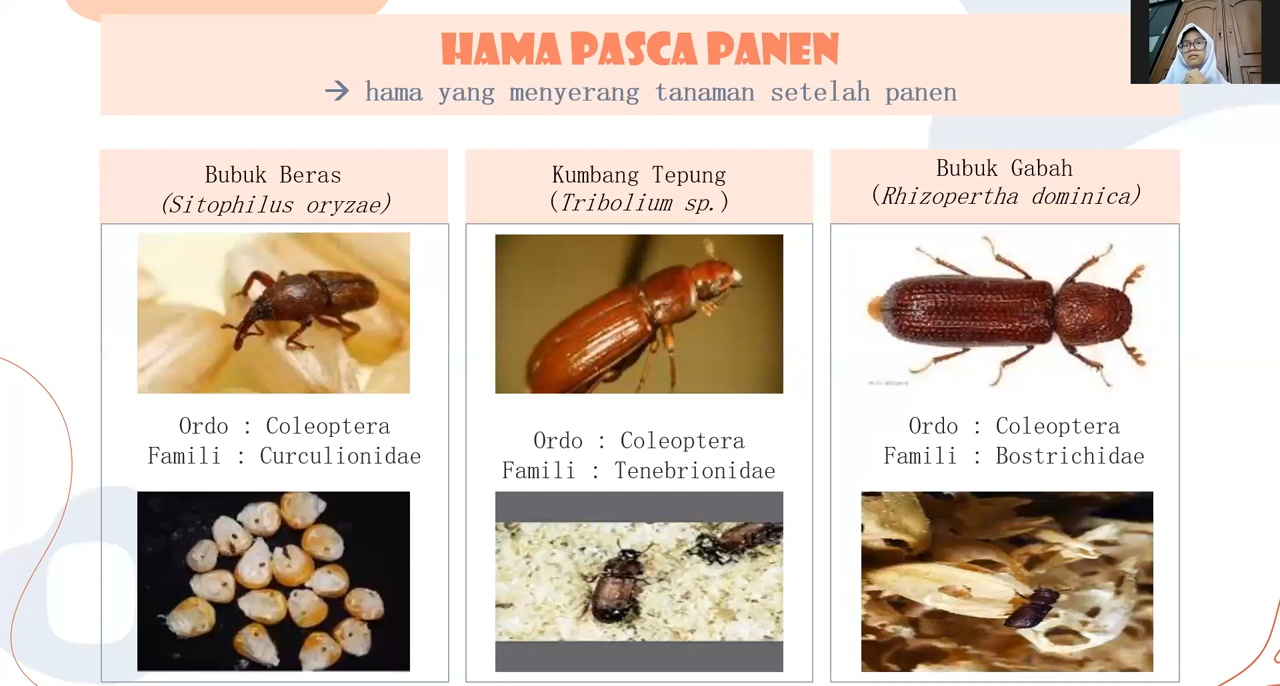 HAMA PASCA PANEN
→ hama yang menyerang tanaman setelah panen
Bubuk Beras
(Sitophilus oryzae)
Ordo : Coleoptera
Famili : Curculionidae
Kumbang Tepung
(Tribolium sp.)
Ordo : Coleoptera
Famili : Tenebrionidae
Bubuk Gabah
(Rhizopertha dominica)
Ordo : Coleoptera
Famili : Bostrichidae